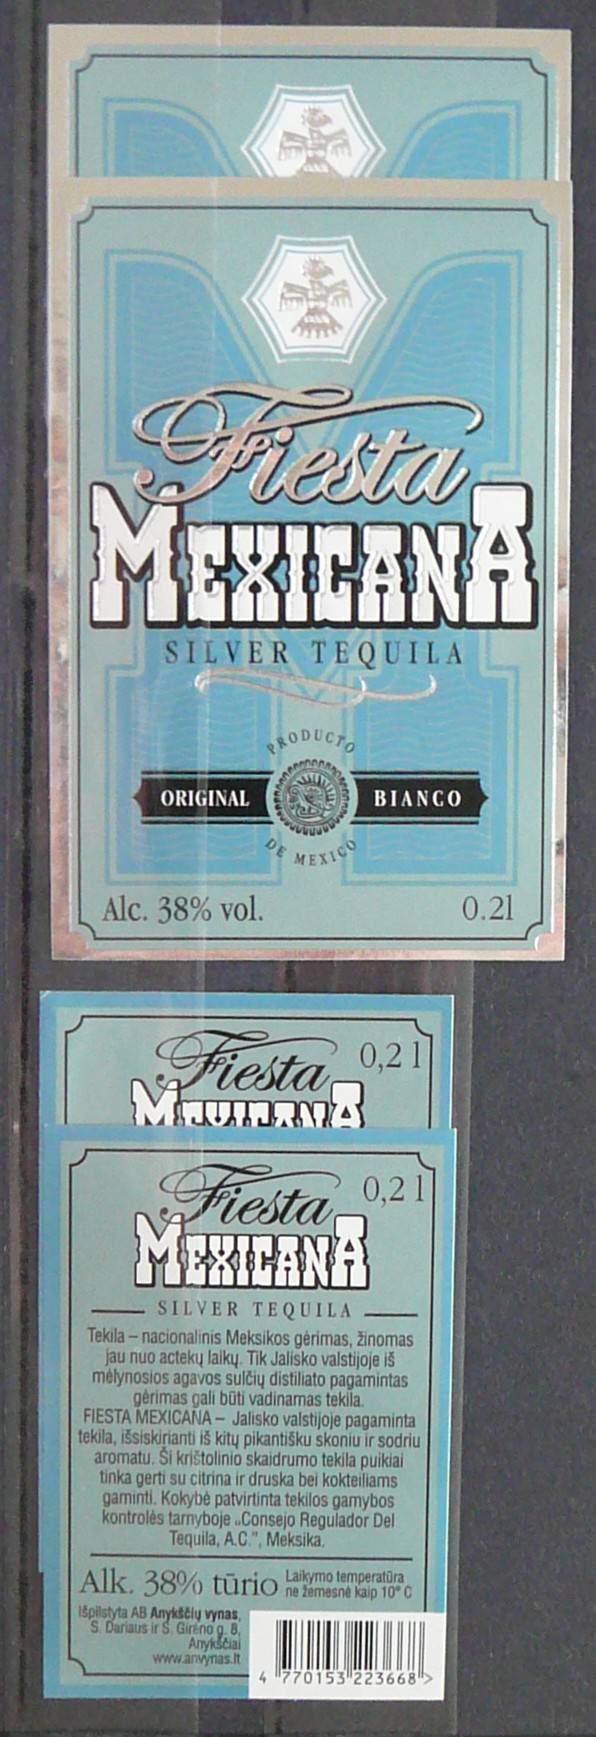 Fiesta
MEXICANA
SILVER TEQUILA
PRODUCTO
ORIGINAL BIANCO
DE MEXICO
Alc. 38% vol. 0.2l
Fiesta 0,2 l
MEXICANA
Fiesta 0,2 l
MEXICANA
SILVER TEQUILA
Tekila – nacionalinis Meksikos gėrimas, žinomas
jau nuo actekų laikų. Tik Jalisko valstijoje iš
mėlynosios agavos sulčių distiliato pagamintas
gėrimas gali būti vadinamas tekila.
FIESTA MEXICANA – Jalisko valstijoje pagaminta
tekila, išsiskirianti iš kitų pikantišku skoniu ir sodriu
aromatu. Ši krištolinio skaidrumo tekila puikiai
tinka gerti su citrina ir druska bei kokteiliams
gaminti. Kokybė patvirtinta tekilos gamybos
kontrolės tarnyboje „Consejo Regulador Del
Tequila, A.C.”, Meksika.
Alk. 38% tūrio
Laikymo temperatūra
ne žemesnė kaip 10° C
Išpilstyta AB Anykščių vynas,
S. Dariaus ir S. Girėno g. 8,
Anykščiai
www.anvynas.lt
4 770153 223668 >